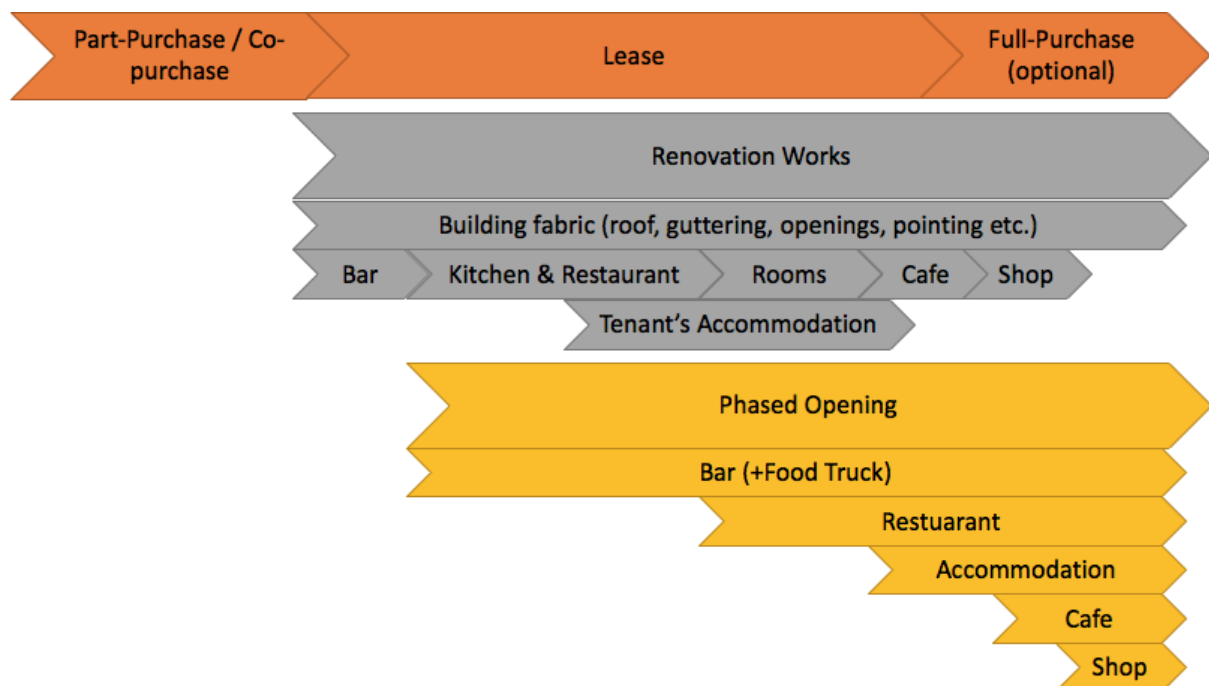 Part-Purchase / Co-
purchase
Lease
Full-Purchase
(optional)
Renovation Works
Building fabric (roof, guttering, openings, pointing etc.)
Bar
Kitchen & Restaurant
Rooms
Cafe
Shop
Tenant’s Accommodation
Phased Opening
Bar (+Food Truck)
Restuarant
Accommodation
Cafe
Shop